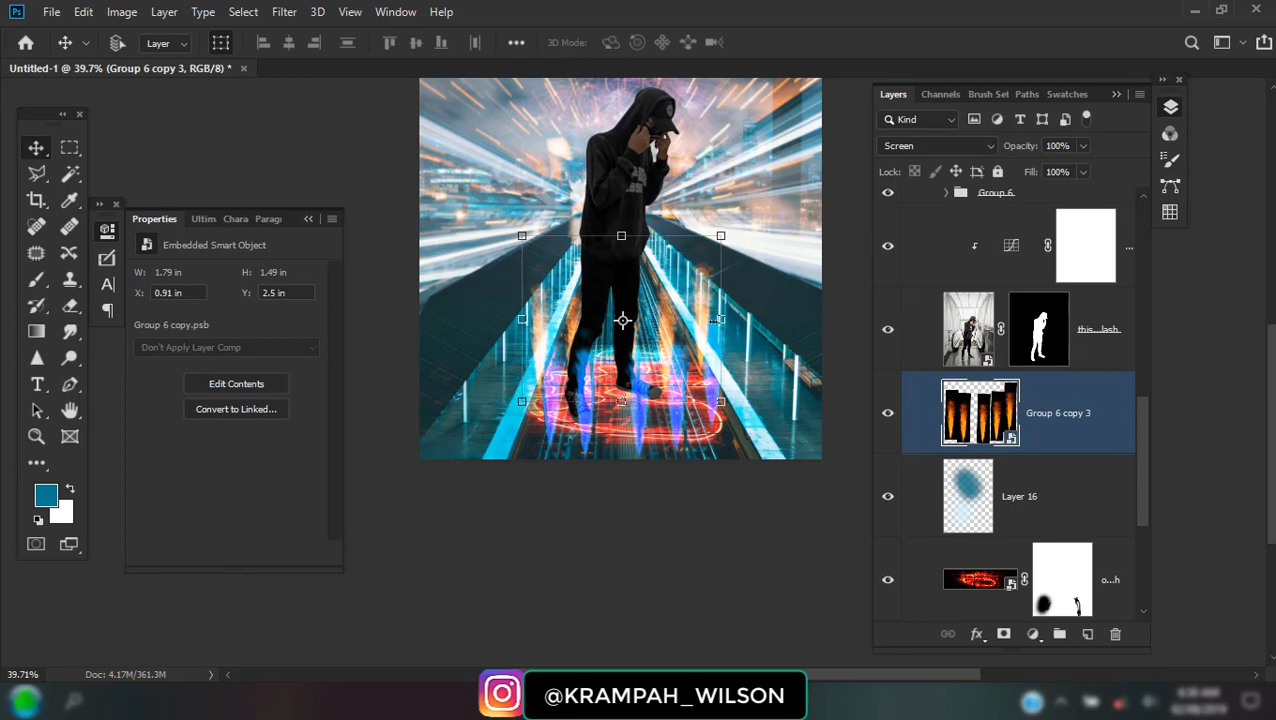 Ps File Edit Image Layer Type Select Filter 3D View Window Help
Layer 3D Mode:
Untitled-1 @ 39.7% (Group 6 copy 3, RGB/8) *
Properties Ultim Chara Paragi
Embedded Smart Object
W: 1.79 in H: 1.49 in
X: 0.91 in Y: 2.5 in
Group 6 copy.psb
Don't Apply Layer Comp
Edit Contents
Convert to Linked...
Layers Channels Brush Set Paths Swatches
Kind
Screen Opacity: 100%
Lock: Fill: 100%
Group 6
...
this...lash
Group 6 copy 3
Layer 16
o...h
39.71% Doc: 4.17M/361.3M
@KRAMPAH_WILSON